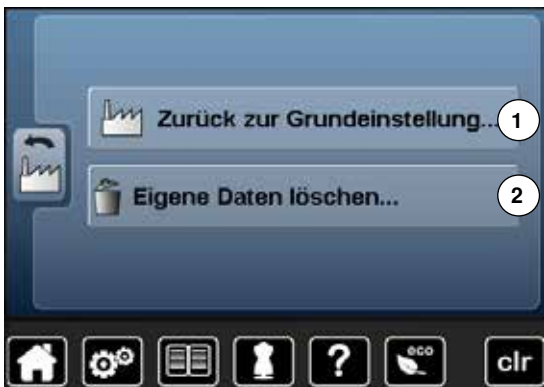 Zurück zur Grundeinstellung... 1
Eigene Daten löschen... 2
? eco clr